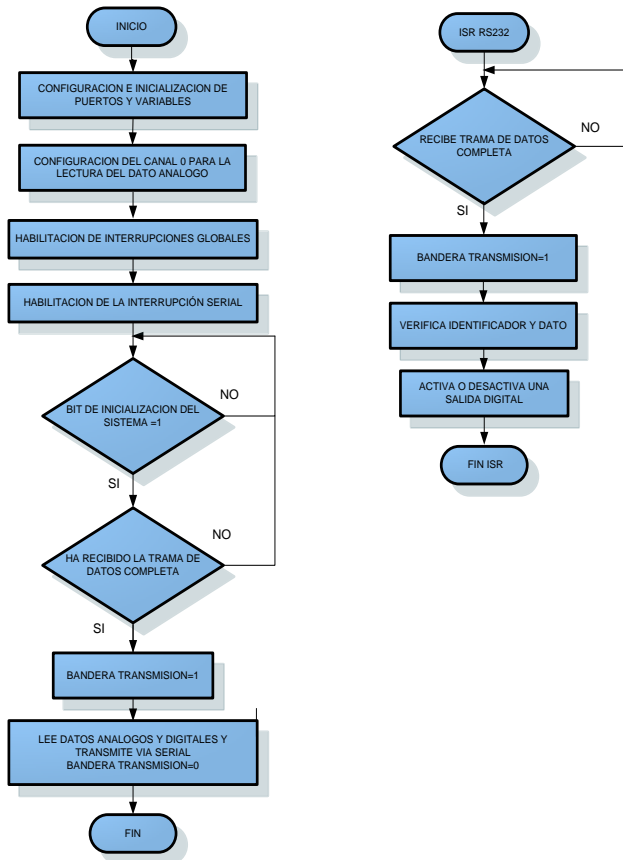 INICIO
CONFIGURACION E INICIALIZACION DE
PUERTOS Y VARIABLES
CONFIGURACION DEL CANAL 0 PARA LA
LECTURA DEL DATO ANALOGO
HABILITACION DE INTERRUPCIONES GLOBALES
HABILITACION DE LA INTERRUPCIÓN SERIAL
BIT DE INICIALIZACION DEL
SISTEMA =1
NO
SI
HA RECIBIDO LA TRAMA DE
DATOS COMPLETA
NO
SI
BANDERA TRANSMISION=1
LEE DATOS ANALOGOS Y DIGITALES Y
TRANSMITE VIA SERIAL
BANDERA TRANSMISION=0
FIN
ISR RS232
RECIBE TRAMA DE DATOS
COMPLETA
NO
SI
BANDERA TRANSMISION=1
VERIFICA IDENTIFICADOR Y DATO
ACTIVA O DESACTIVA UNA
SALIDA DIGITAL
FIN ISR